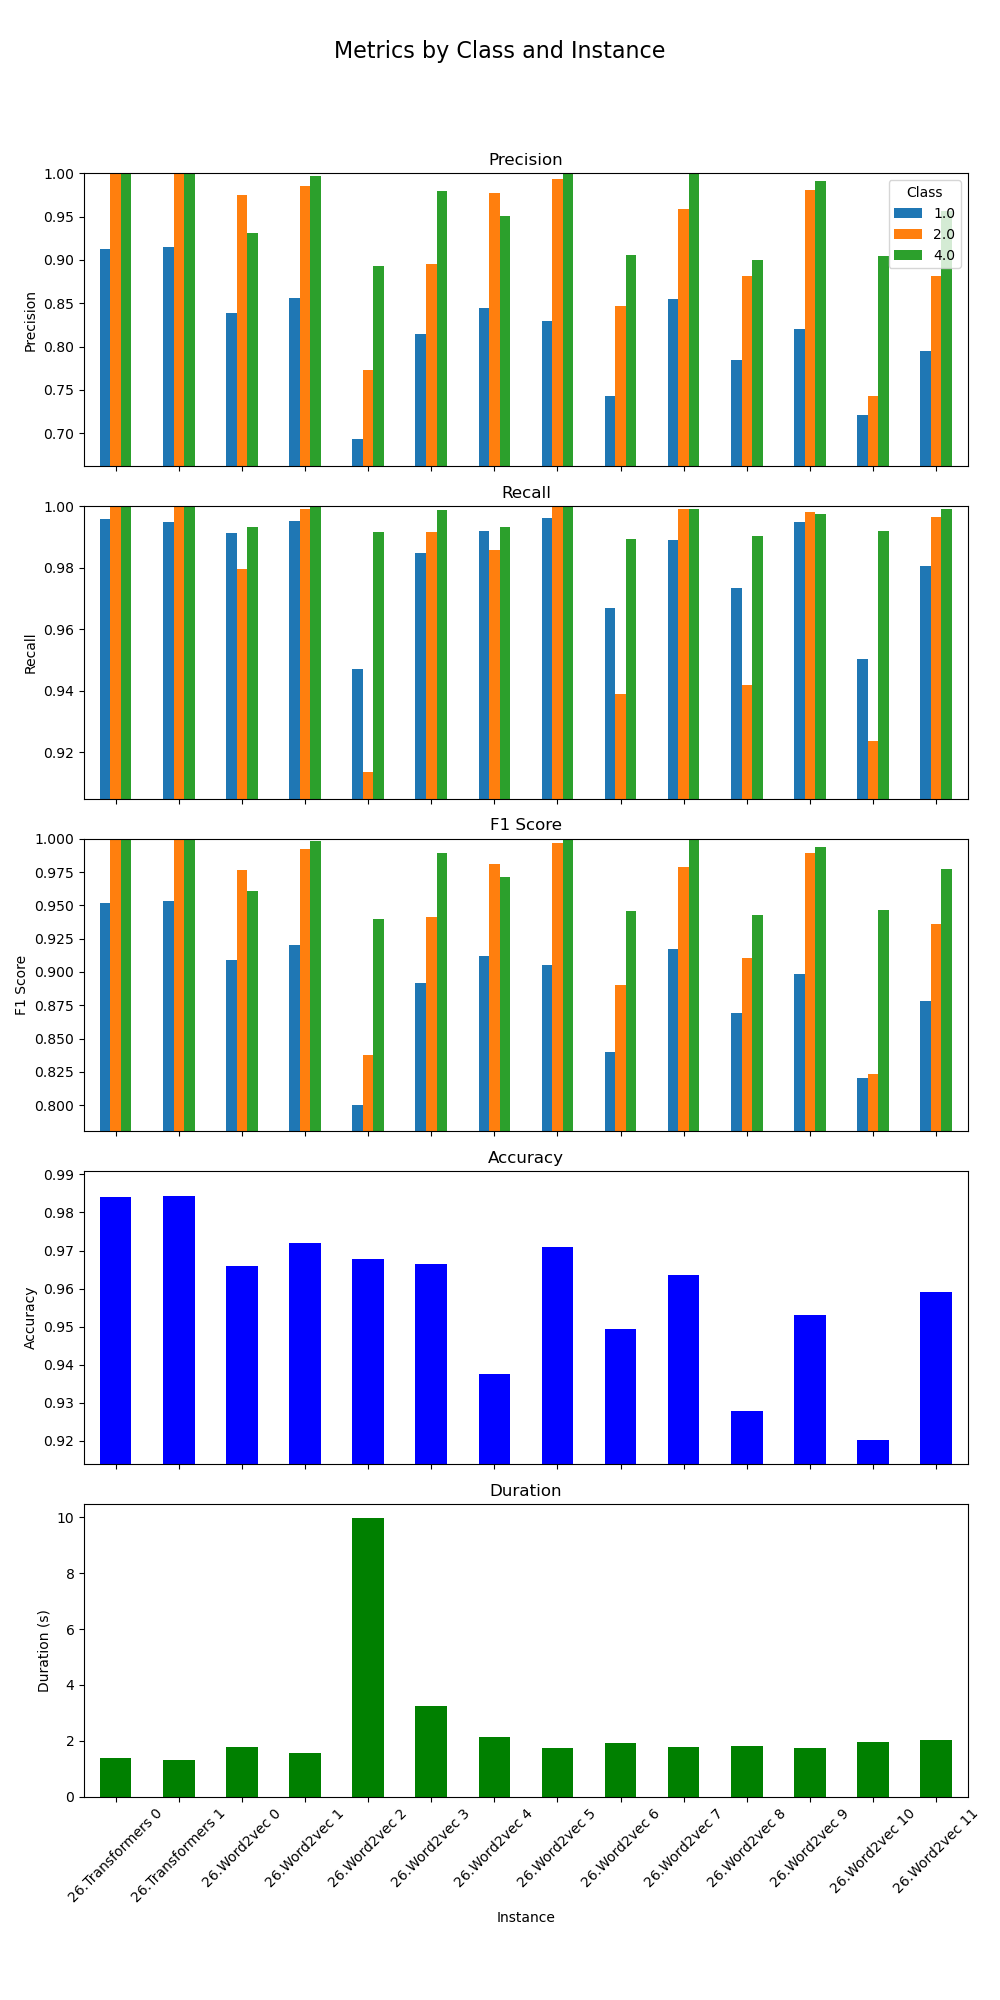 Metrics by Class and Instance
Precision
Precision
1.00
0.95
0.90
0.85
0.80
0.75
0.70
Class
1.0
2.0
4.0
Recall
Recall
1.00
0.98
0.96
0.94
0.92
F1 Score
F1 Score
1.000
0.975
0.950
0.925
0.900
0.875
0.850
0.825
0.800
Accuracy
Accuracy
0.99
0.98
0.97
0.96
0.95
0.94
0.93
0.92
Duration
Duration (s)
10
8
6
4
2
0
26.Transformers 0
26.Transformers 1
26.Word2vec 0
26.Word2vec 1
26.Word2vec 2
26.Word2vec 3
26.Word2vec 4
26.Word2vec 5
26.Word2vec 6
26.Word2vec 7
26.Word2vec 8
26.Word2vec 9
26.Word2vec 10
26.Word2vec 11
Instance